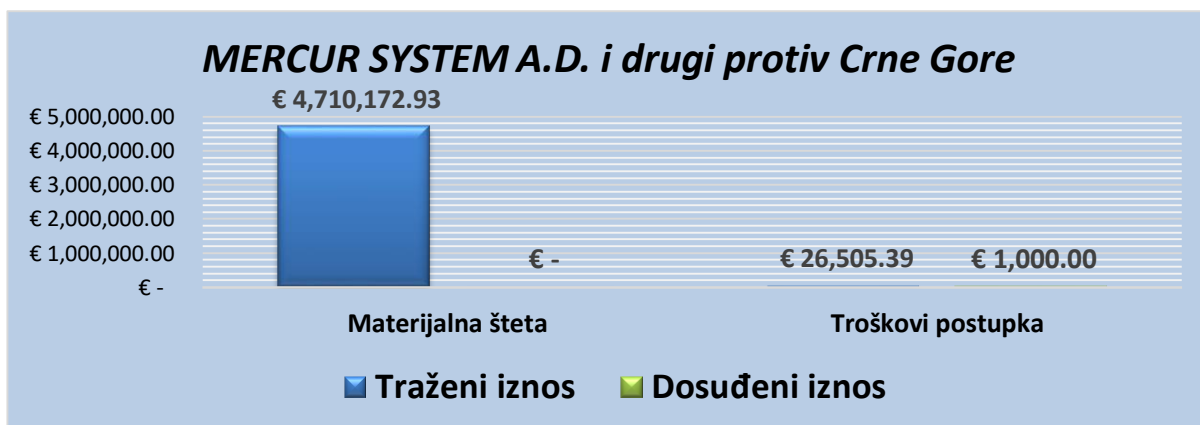 MERCUR SYSTEM A.D. i drugi protiv Crne Gore
€ 4,710,172.93
€ 5,000,000.00
€ 4,000,000.00
€ 3,000,000.00
€ 2,000,000.00
€ 1,000,000.00
€ -
€ -
€ 26,505.39
€ 1,000.00
Materijalna šteta
Troškovi postupka
Traženi iznos
Dosuđeni iznos